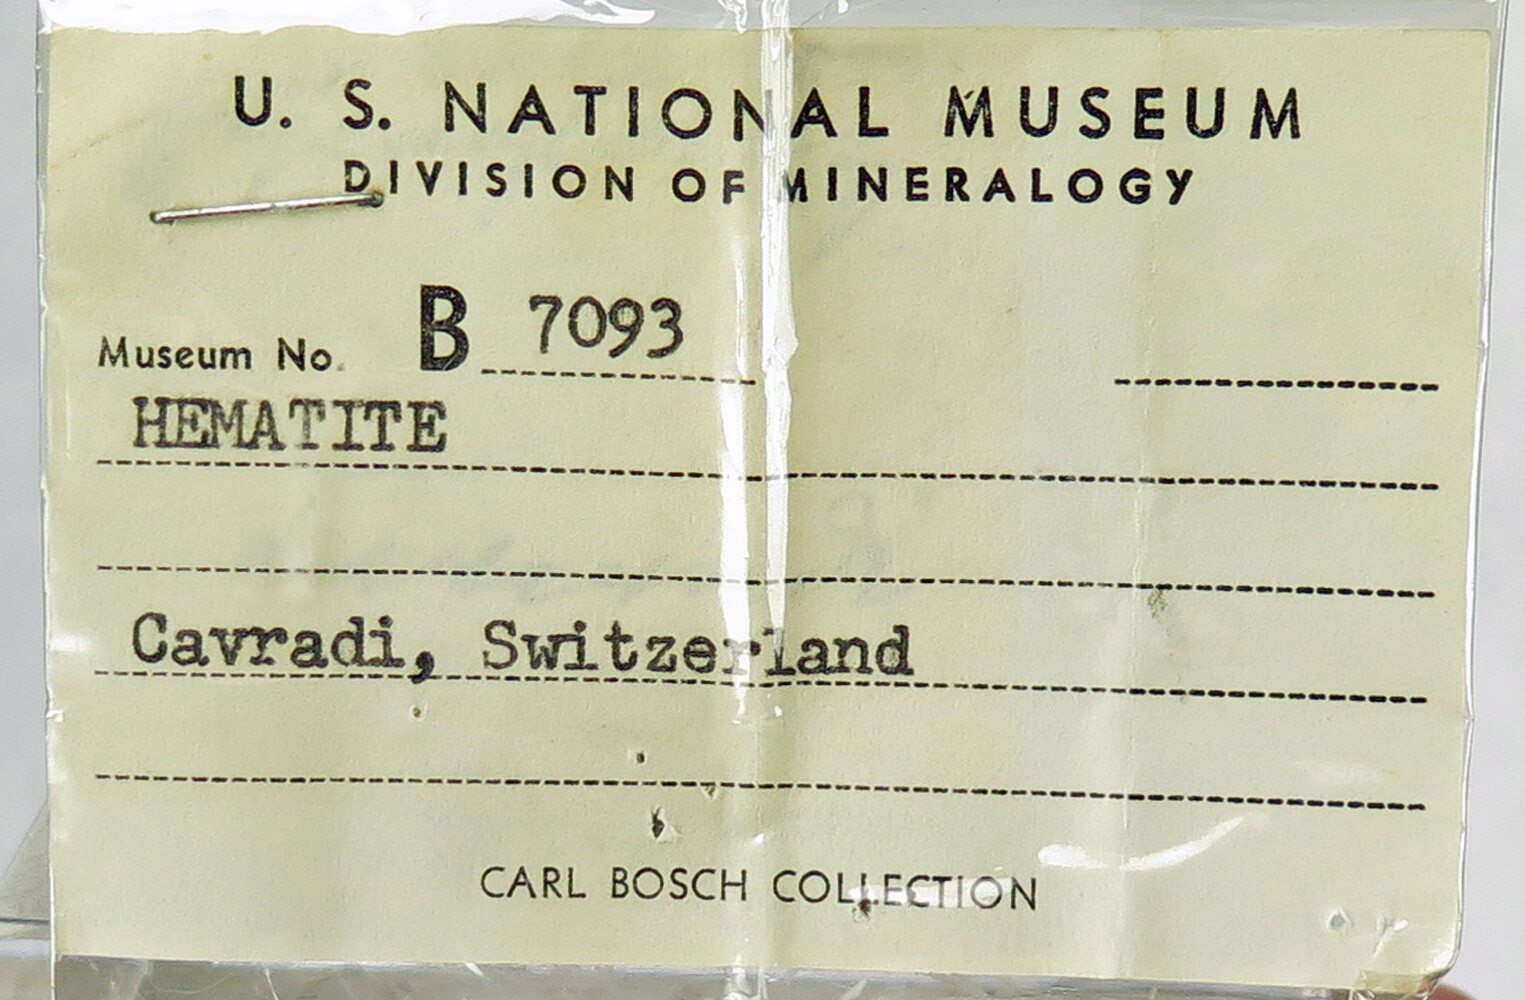 U. S. NATIONAL MUSEUM
DIVISION OF MINERALOGY
Museum No. B 7093
HEMATITE
Cavradi, Switzerland
CARL BOSCH COLLECTION